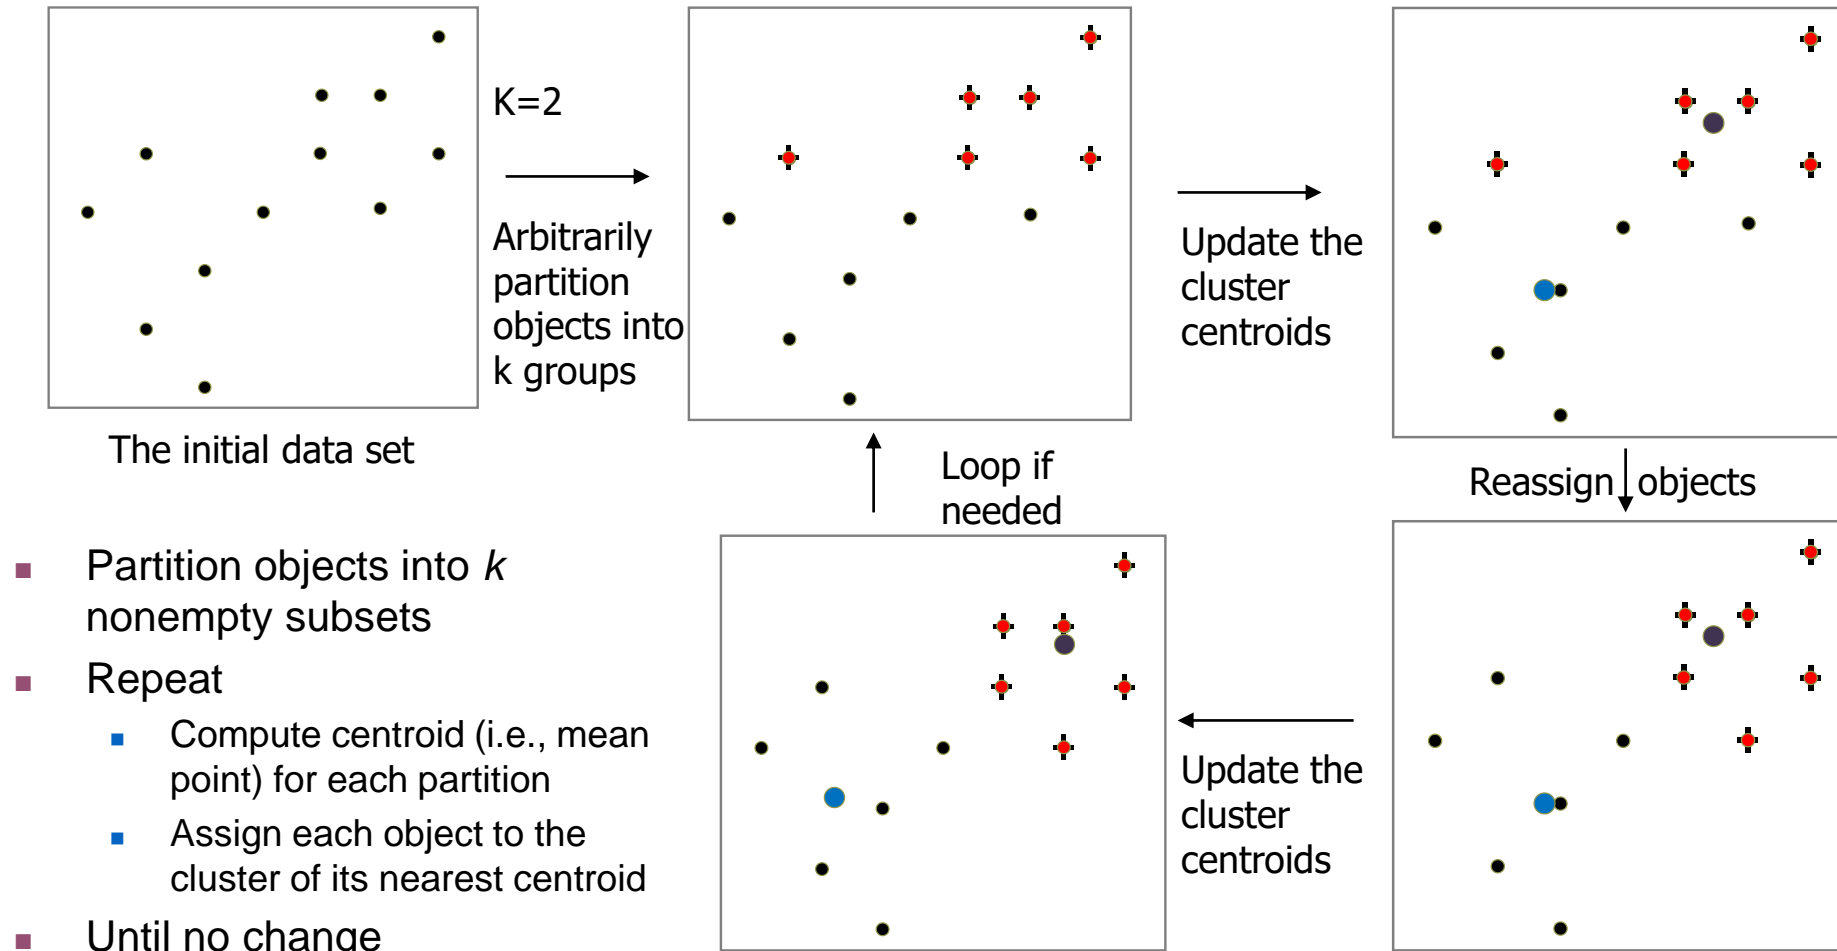 K=2
Arbitrarily
partition
objects into
k groups
The initial data set
Update the
cluster
centroids
Reassign objects
Update the
cluster
centroids
Loop if
needed
Partition objects into k
nonempty subsets
Repeat
Compute centroid (i.e., mean
point) for each partition
Assign each object to the
cluster of its nearest centroid
Until no change